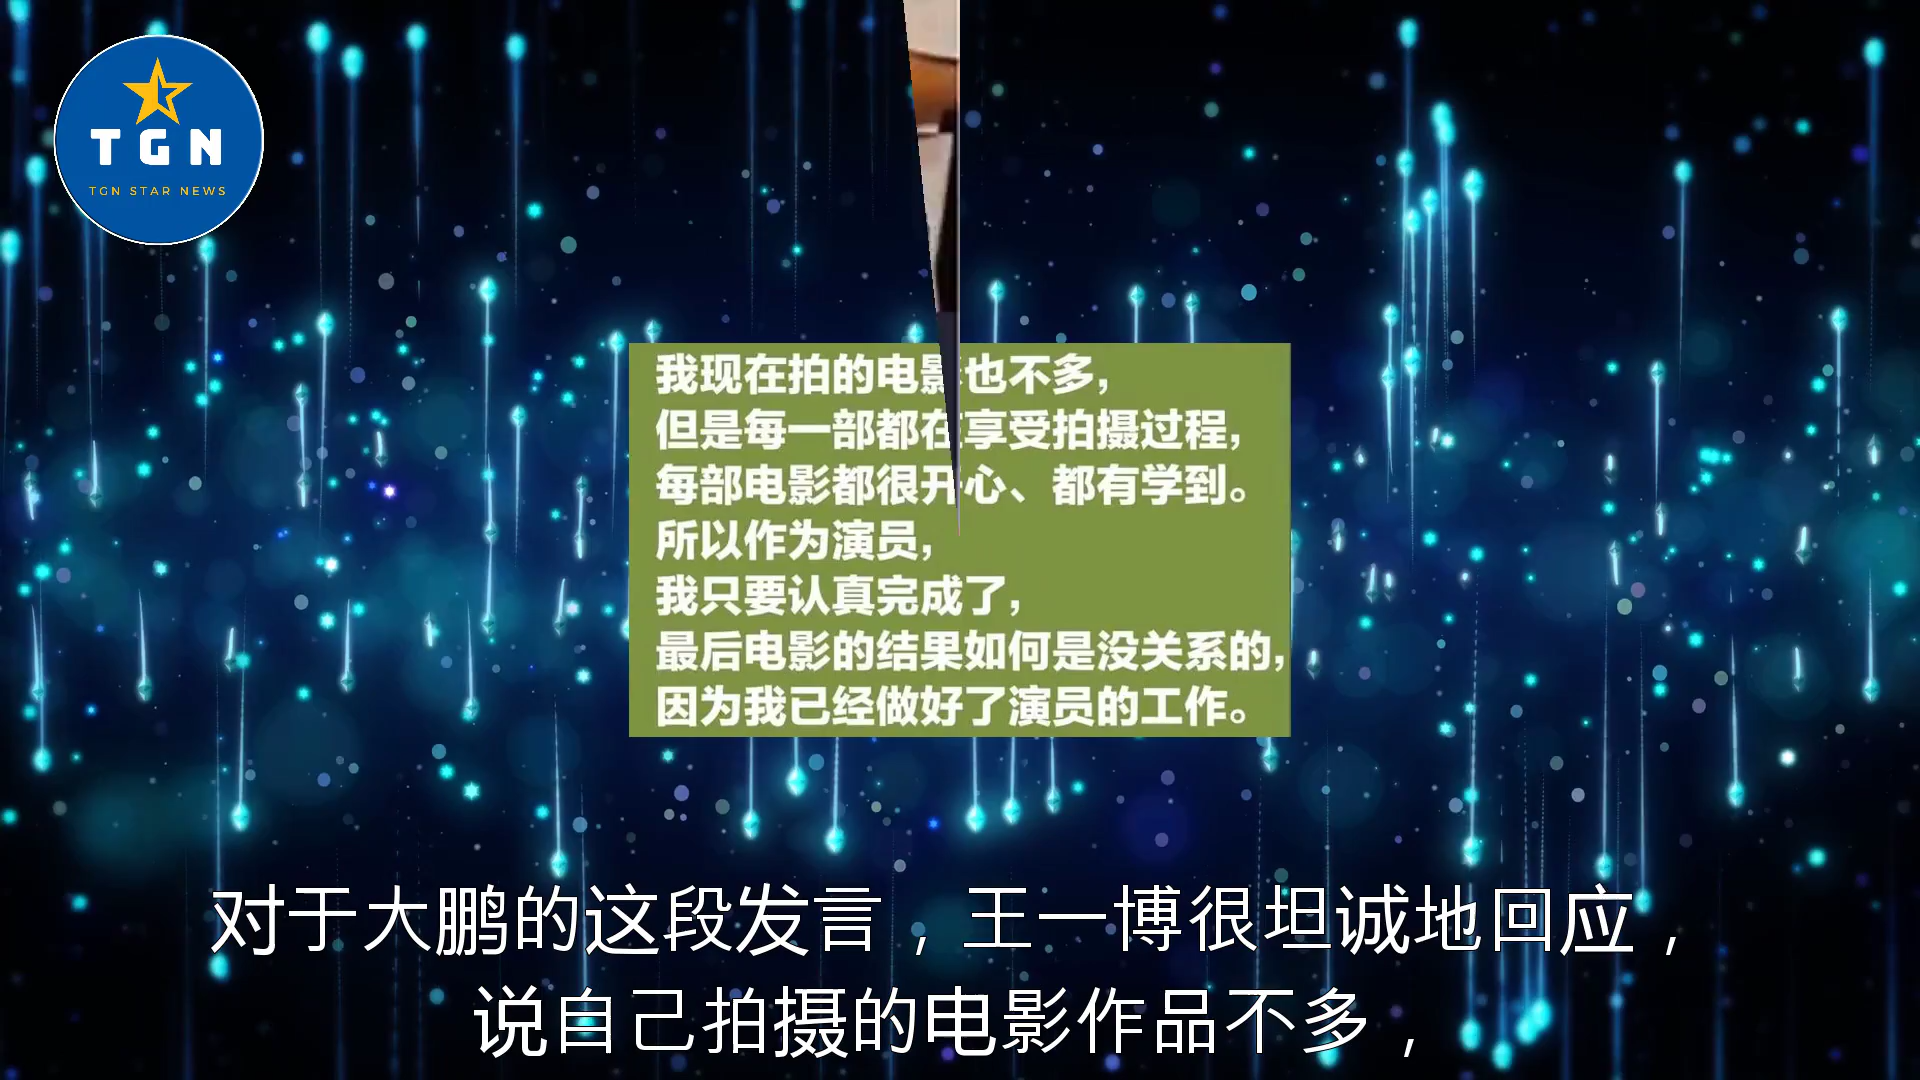 TGN
TGN STAR NEWS
我现在拍的电影也不多，
但是每一部都在享受拍摄过程，
每部电影都很开心、都有学到。
所以作为演员，
我只要认真完成了，
最后电影的结果如何是没关系的，
因为我已经做好了演员的工作。
对于大鹏的这段发言，王一博很坦诚地回应，
说自己拍摄的电影作品不多，